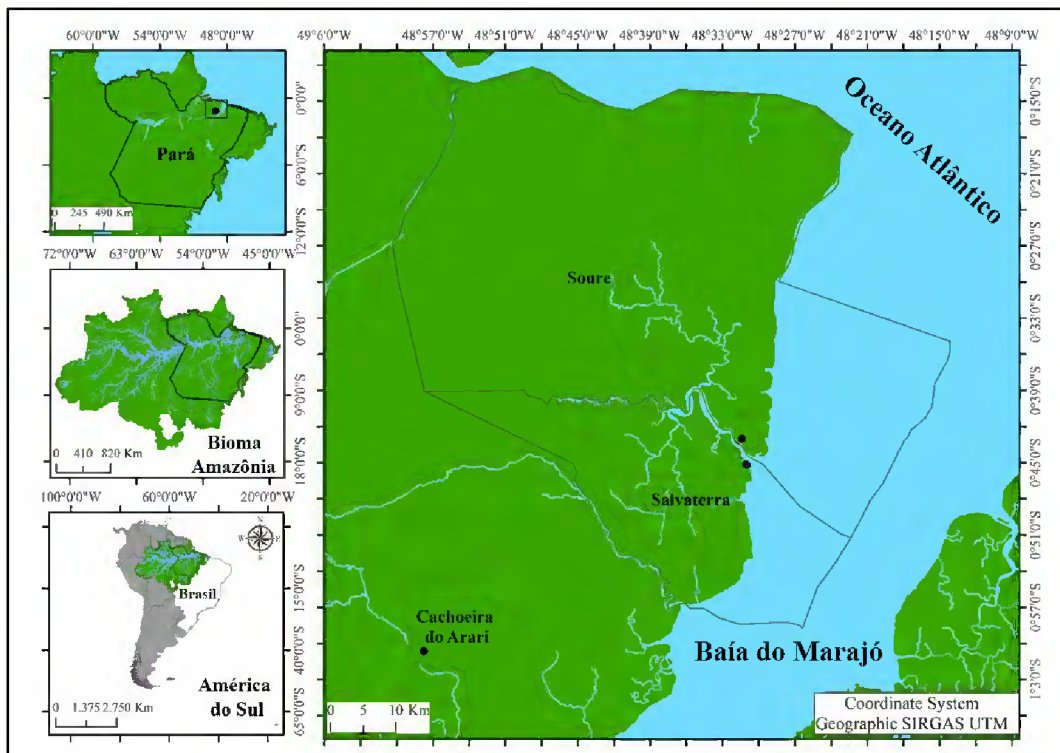 60°0'0"W 54°0'0"W 48°0'0"W
0°0'0"S
6°0'0"S
12°0'0"S
Pará
0 245 490 Km
72°0'0"W 63°0'0"W 54°0'0"W 45°0'0"W
0°0'0"
9°0'0"S
18°0'0"S
Bioma
Amazônia
0 410 820 Km
100°0'0"W 60°0'0"W 20°0'0"W
15°0'0"S
40°0'0"S
65°0'0"S
W E
S
Brasil
América
do Sul
0 1.375 2.750 Km
49°6'0"W 48°57'0"W 48°51'0"W 48°45'0"W 48°39'0"W 48°33'0"W 48°27'0"W 48°21'0"W 48°15'0"W 48°9'0"W
0°15'0"S
0°21'0"S
0°27'0"S
0°33'0"S
0°39'0"S
0°45'0"S
0°51'0"S
0°57'0"S
1°3'0"S
Oceano Atlântico
Soure
Salvaterra
Cachoeira
do Arari
Baía do Marajó
0 5 10 Km
Coordinate System
Geographic SIRGAS UTM